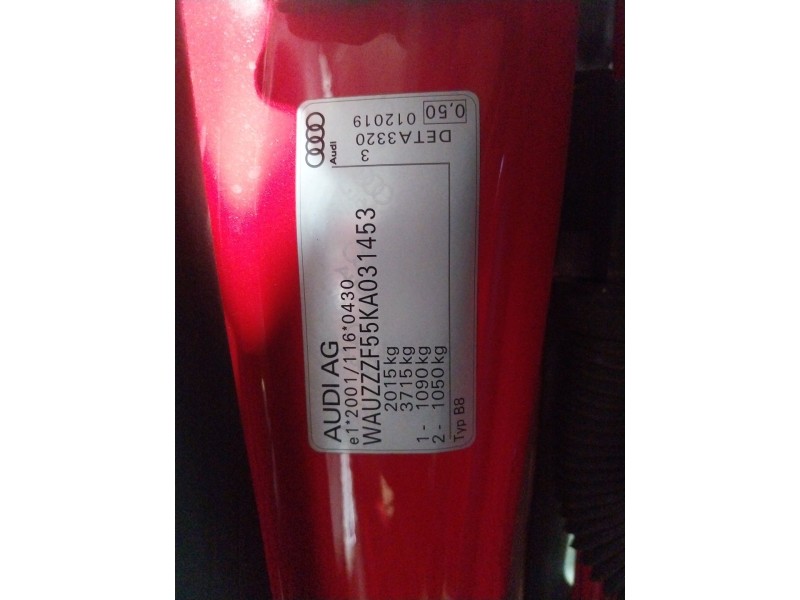 AUDI AG
e1*2001/116*0430
WAUZZZF55KA031453
2015 kg
3715 kg
1 - 1090 kg
2 - 1050 kg
Typ B8
Audi
3
DETA3320
012019
0,50